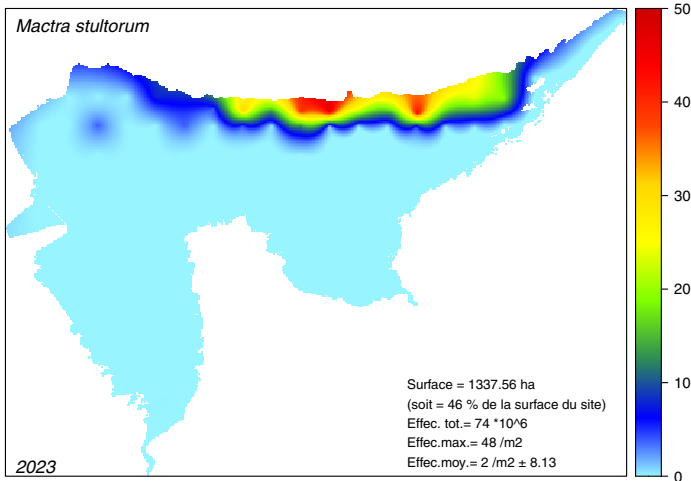 Mactra stultorum
50
40
30
20
10
0
Surface = 1337.56 ha
(soit = 46 % de la surface du site)
Effec. tot.= 74 *10^6
Effec.max.= 48 /m2
Effec.moy.= 2 /m2 ± 8.13
2023